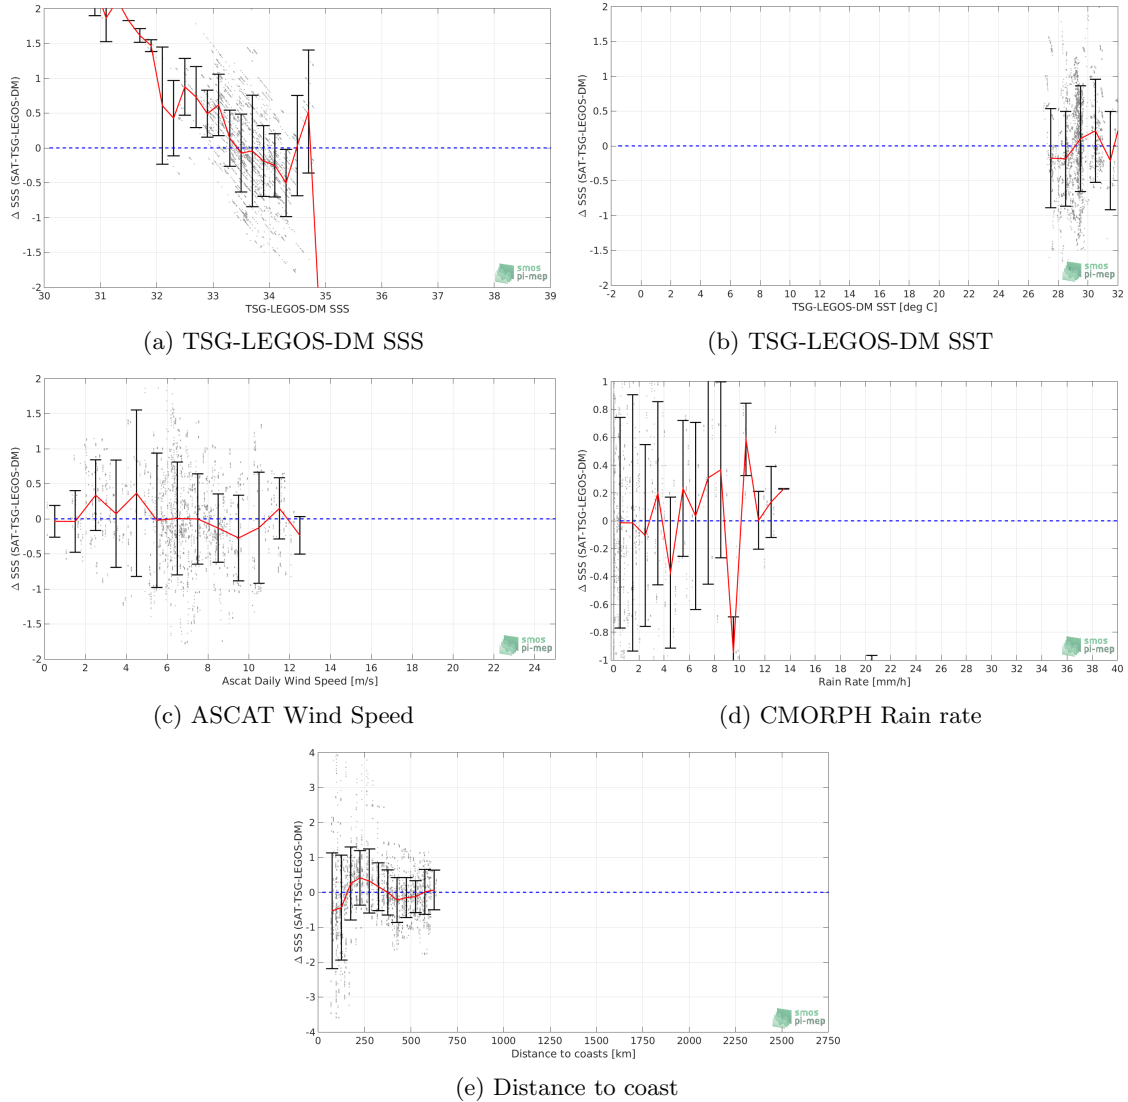 2
1.5
1
0.5
0
-0.5
-1
-1.5
-2
Δ SSS (SAT-TSG-LEGOS-DM)
30 31 32 33 34 35 36 37 38 39
TSG-LEGOS-DM SSS
smos
pi-mep
(a) TSG-LEGOS-DM SSS
2
1.5
1
0.5
0
-0.5
-1
-1.5
-2
Δ SSS (SAT-TSG-LEGOS-DM)
-2 0 2 4 6 8 10 12 14 16 18 20 22 24 26 28 30 32
TSG-LEGOS-DM SST [deg C]
smos
pi-mep
(b) TSG-LEGOS-DM SST
2
1.5
1
0.5
0
-0.5
-1
-1.5
-2
Δ SSS (SAT-TSG-LEGOS-DM)
0 2 4 6 8 10 12 14 16 18 20 22 24
Ascat Daily Wind Speed [m/s]
smos
pi-mep
(c) ASCAT Wind Speed
1
0.8
0.6
0.4
0.2
0
-0.2
-0.4
-0.6
-0.8
-1
Δ SSS (SAT-TSG-LEGOS-DM)
0 2 4 6 8 10 12 14 16 18 20 22 24 26 28 30 32 34 36 38 40
Rain Rate [mm/h]
smos
pi-mep
(d) CMORPH Rain rate
4
3
2
1
0
-1
-2
-3
-4
Δ SSS (SAT-TSG-LEGOS-DM)
0 250 500 750 1000 1250 1500 1750 2000 2250 2500 2750
Distance to coasts [km]
smos
pi-mep
(e) Distance to coast